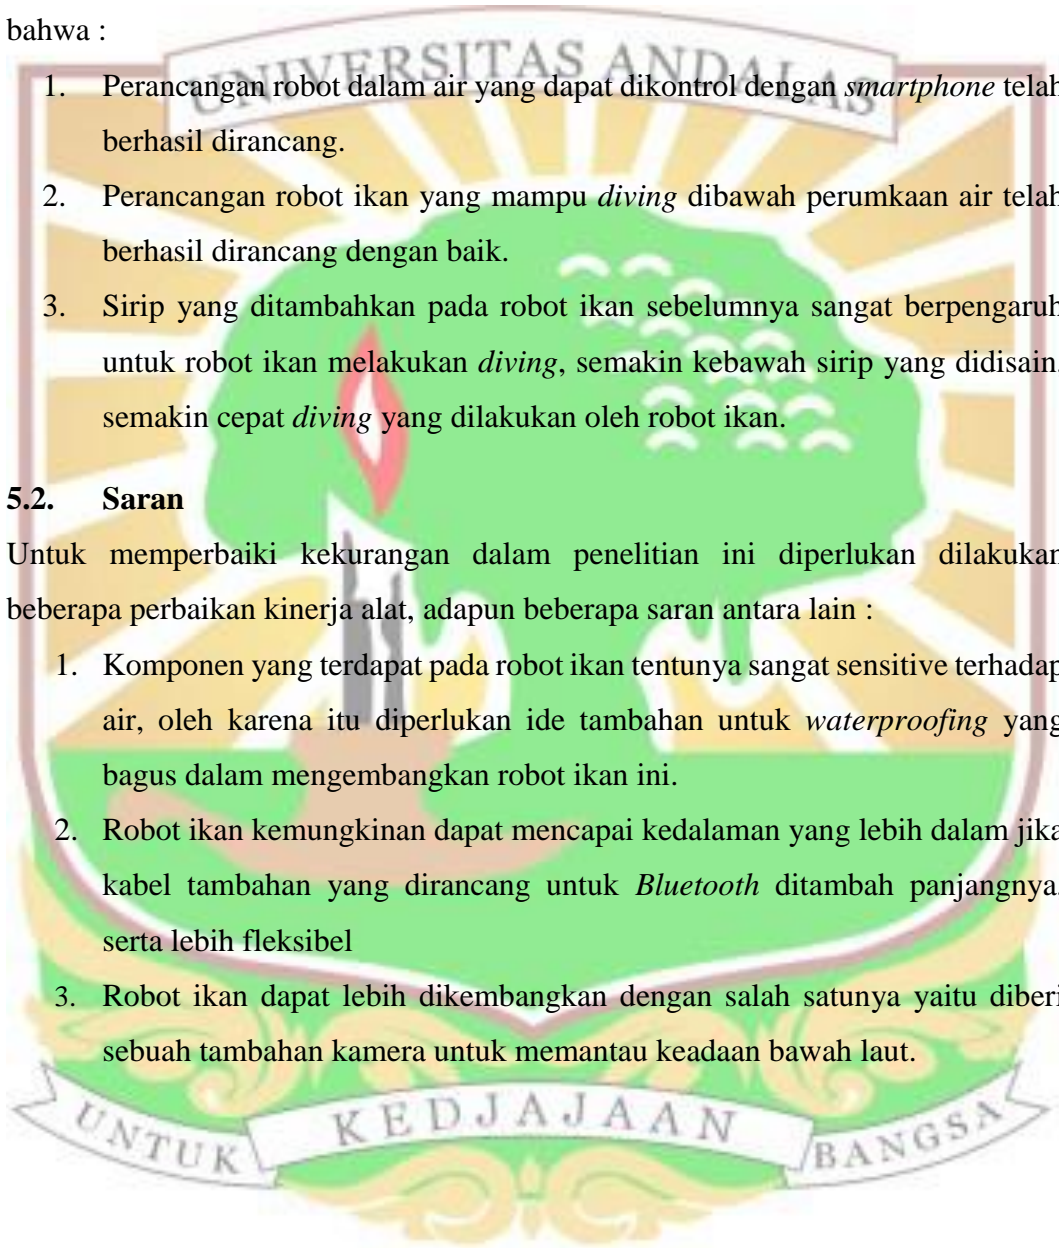 bahwa :
UNIVERSITAS ANDALAS
1. Perancangan robot dalam air yang dapat dikontrol dengan smartphone telah
berhasil dirancang.
2. Perancangan robot ikan yang mampu diving dibawah perumkaan air telah
berhasil dirancang dengan baik.
3. Sirip yang ditambahkan pada robot ikan sebelumnya sangat berpengaruh
untuk robot ikan melakukan diving, semakin kebawah sirip yang didisain,
semakin cepat diving yang dilakukan oleh robot ikan.
5.2. Saran
Untuk memperbaiki kekurangan dalam penelitian ini diperlukan dilakukan
beberapa perbaikan kinerja alat, adapun beberapa saran antara lain :
1. Komponen yang terdapat pada robot ikan tentunya sangat sensitive terhadap
air, oleh karena itu diperlukan ide tambahan untuk waterproofing yang
bagus dalam mengembangkan robot ikan ini.
2. Robot ikan kemungkinan dapat mencapai kedalaman yang lebih dalam jika
kabel tambahan yang dirancang untuk Bluetooth ditambah panjangnya,
serta lebih fleksibel
3. Robot ikan dapat lebih dikembangkan dengan salah satunya yaitu diberi
sebuah tambahan kamera untuk memantau keadaan bawah laut.
UNTUK KEDJAJAAN BANGSA